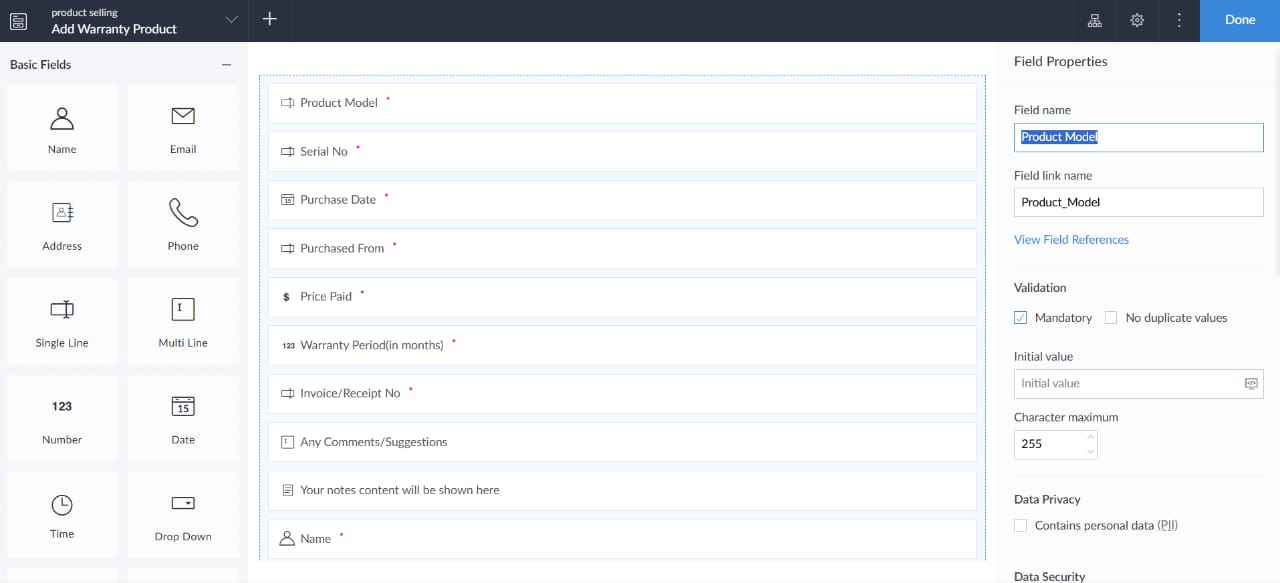 product selling
Add Warranty Product
Done
Basic Fields
Name
Email
Address
Phone
Single Line
Multi Line
123
Number
15
Date
Time
Drop Down
Product Model *
Serial No *
15 Purchase Date *
Purchased From *
$ Price Paid *
123 Warranty Period(in months) *
Invoice/Receipt No *
Any Comments/Suggestions
Your notes content will be shown here
Name *
Field Properties
Field name
Product Model
Field link name
Product_Model
View Field References
Validation
Mandatory
No duplicate values
Initial value
Initial value
Character maximum
255
Data Privacy
Contains personal data (PII)
Data Security